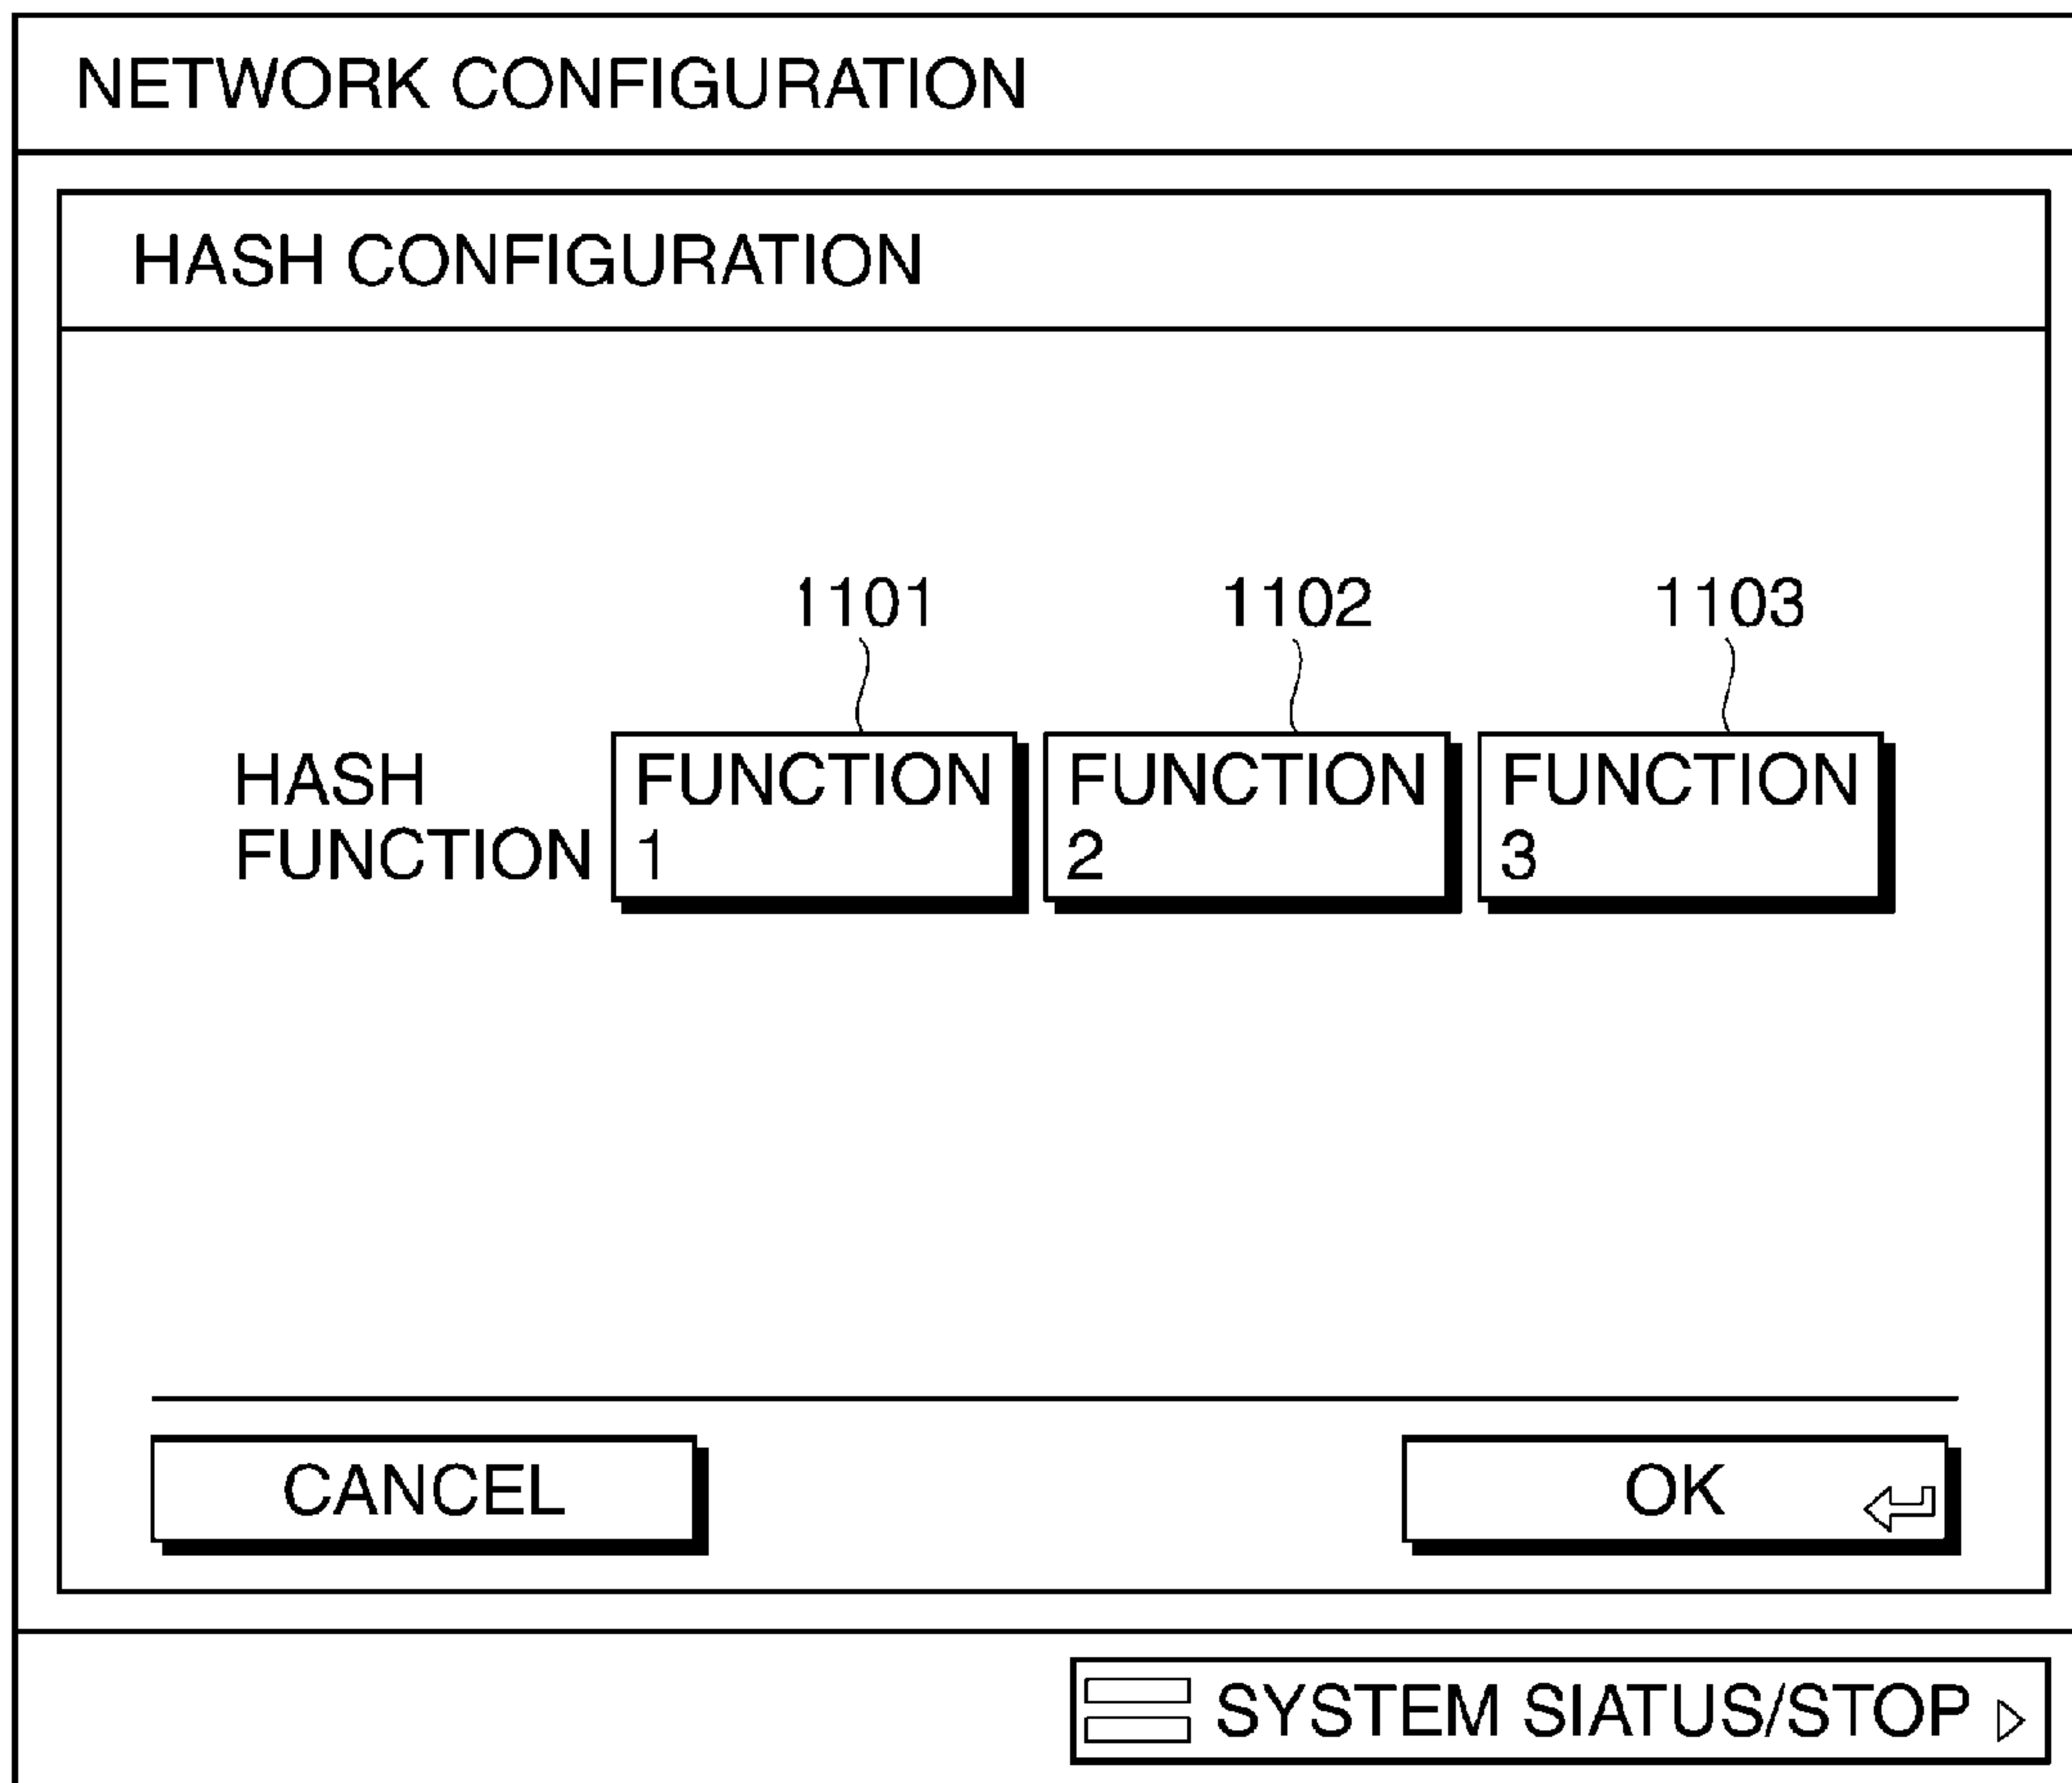 NETWORK CONFIGURATION
HASH CONFIGURATION
1101 1102 1103
HASH FUNCTION FUNCTION FUNCTION
FUNCTION 1 2 3
CANCEL OK
SYSTEM SIATUS/STOP